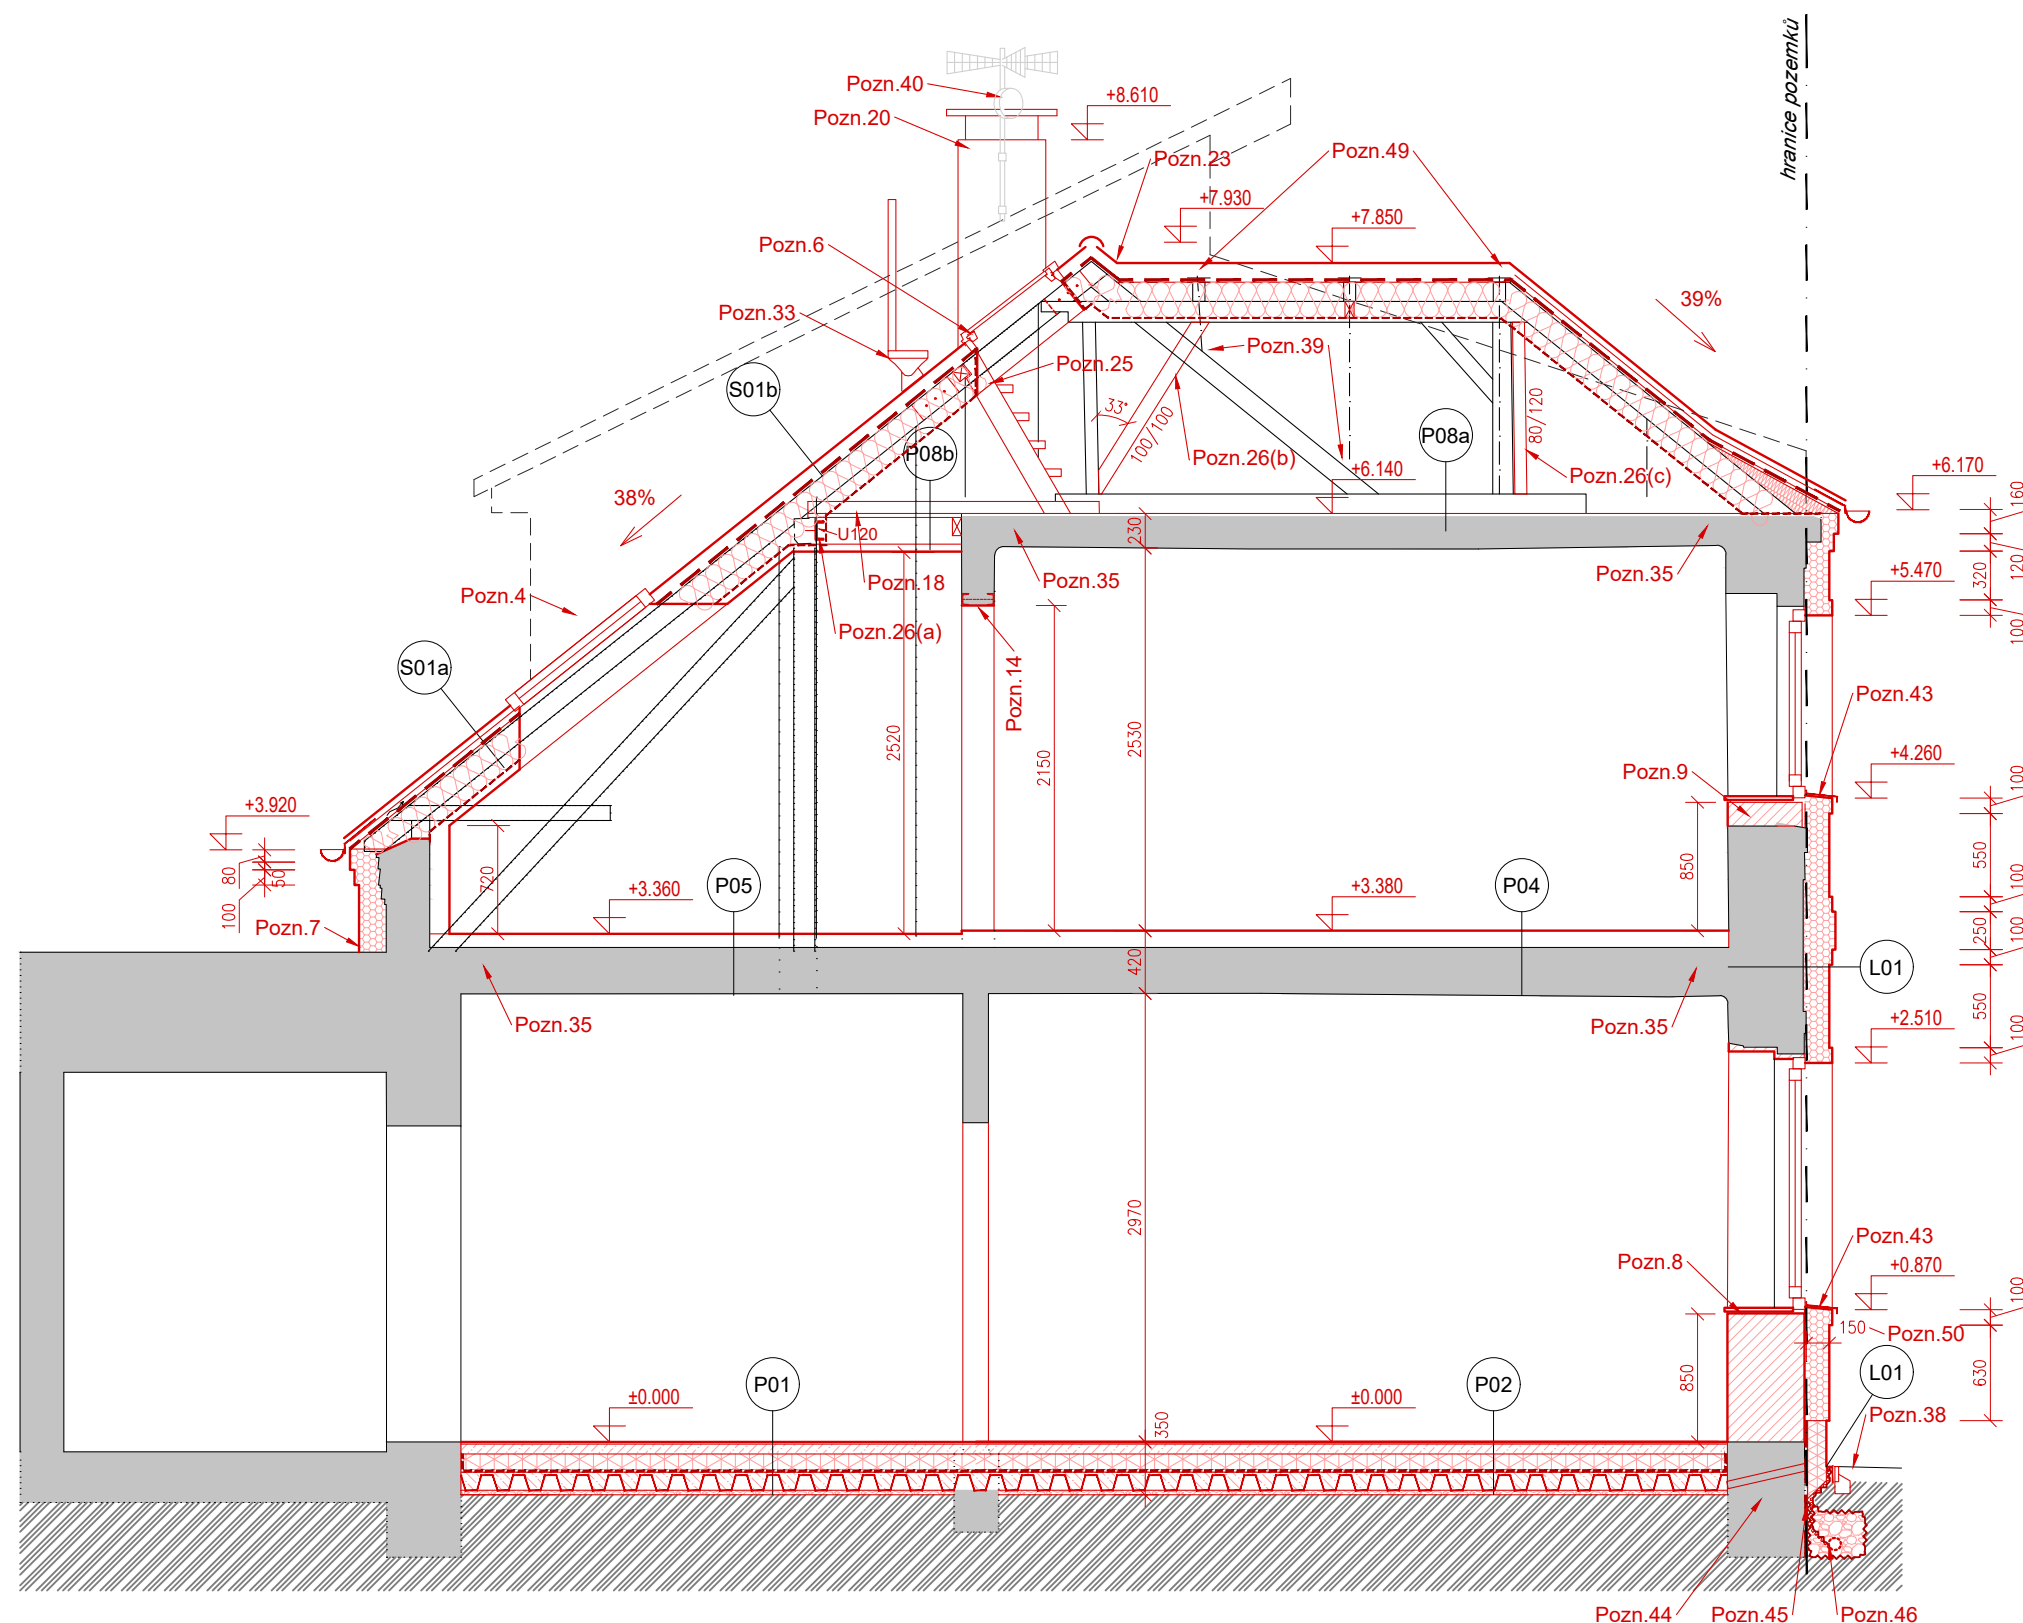 hranice pozemků
Pozn.40
Pozn.20
+8.610
Pozn.23
Pozn.49
+7.930
+7.850
Pozn.6
Pozn.33
39%
Pozn.39
Pozn.25
S01b
33°
100/100
80/120
P08b
P08a
Pozn.26(b)
+6.140
Pozn.26(c)
+6.170
38%
160
U120
230
120
Pozn.18
Pozn.35
Pozn.35
320
+5.470
Pozn.4
Pozn.26(a)
100
S01a
Pozn.14
Pozn.43
2520
2150
2530
Pozn.9
+4.260
100
+3.920
550
80
50
720
850
100
P05
P04
+3.360
+3.380
100
Pozn.7
250
100
420
L01
Pozn.35
Pozn.35
550
+2.510
100
2970
Pozn.43
Pozn.8
+0.870
100
150
Pozn.50
P01
P02
850
L01
630
±0.000
±0.000
350
Pozn.38
Pozn.44
Pozn.45
Pozn.46